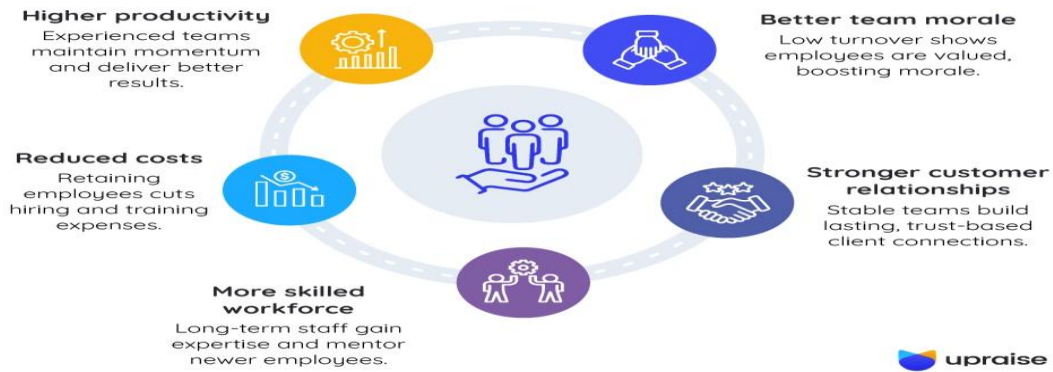 Higher productivity
Experienced teams
maintain momentum
and deliver better
results.
Better team morale
Low turnover shows
employees are valued,
boosting morale.
Reduced costs
Retaining
employees cuts
hiring and training
expenses.
Stronger customer
relationships
Stable teams build
lasting, trust-based
client connections.
More skilled
workforce
Long-term staff gain
expertise and mentor
newer employees.
$
upraise